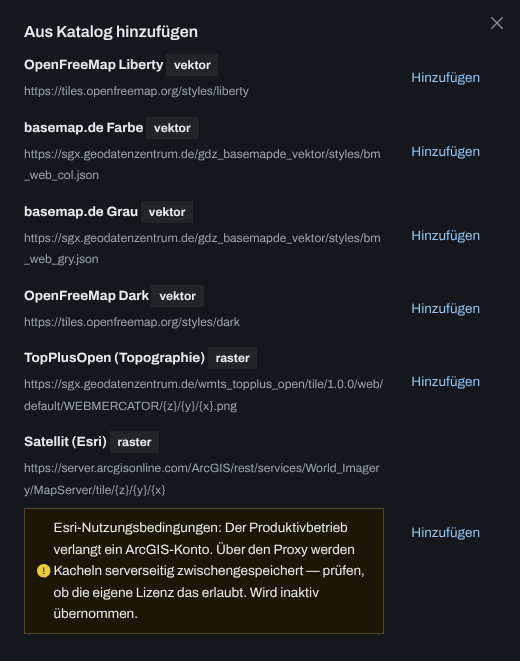 Aus Katalog hinzufügen
OpenFreeMap Liberty vektor
https://tiles.openfreemap.org/styles/liberty
Hinzufügen
basemap.de Farbe vektor
https://sgx.geodatenzentrum.de/gdz_basemapde_vektor/styles/bm
_web_col.json
Hinzufügen
basemap.de Grau vektor
https://sgx.geodatenzentrum.de/gdz_basemapde_vektor/styles/bm
_web_gry.json
Hinzufügen
OpenFreeMap Dark vektor
https://tiles.openfreemap.org/styles/dark
Hinzufügen
TopPlusOpen (Topographie) raster
https://sgx.geodatenzentrum.de/wmts_topplus_open/tile/1.0.0/web/
default/WEBMERCATOR/{z}/{y}/{x}.png
Hinzufügen
Satellit (Esri) raster
https://server.arcgisonline.com/ArcGIS/rest/services/World_Imager
y/MapServer/tile/{z}/{y}/{x}
Esri-Nutzungsbedingungen: Der Produktivbetrieb
verlangt ein ArcGIS-Konto. Über den Proxy werden
Kacheln serverseitig zwischengespeichert — prüfen,
ob die eigene Lizenz das erlaubt. Wird inaktiv
übernommen.
Hinzufügen